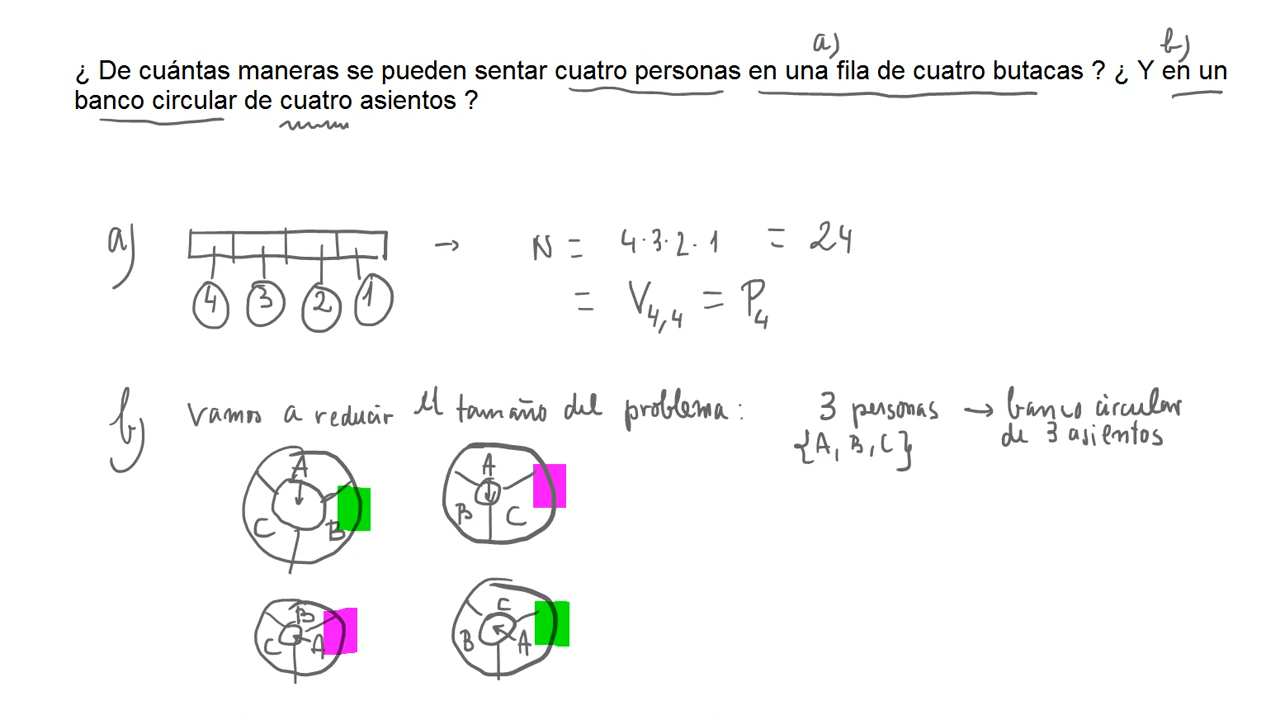 a) b)
¿ De cuántas maneras se pueden sentar cuatro personas en una fila de cuatro butacas ? ¿ Y en un
banco circular de cuatro asientos ?
a) → N = 4·3·2·1 = 24
4 3 2 1 = V4,4 = P4
b) Vamos a reducir el tamaño del problema: 3 personas → banco circular
{A, B, C} de 3 asientos
A A
C B B C
B C
C A B A